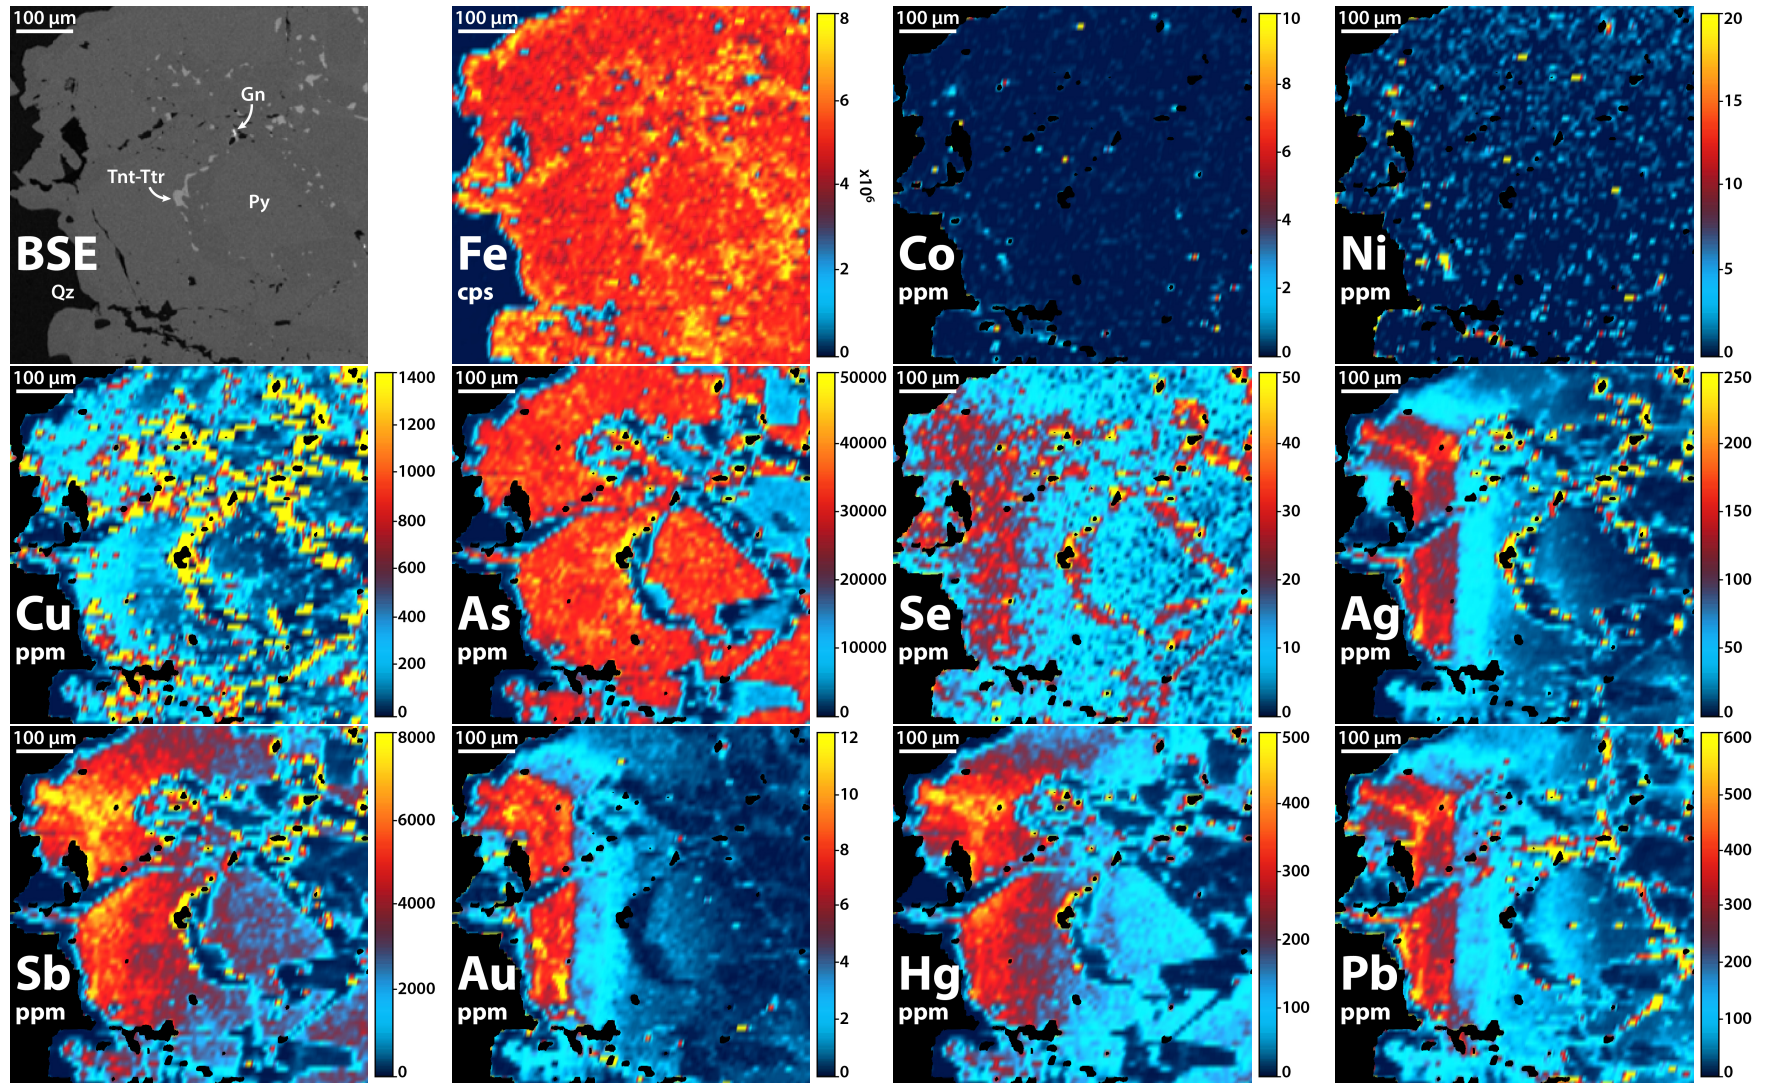 100 µm
Gn
Tnt-Ttr
Py
BSE
Qz
100 µm
Fe
cps
8
6
4
2
0
x10⁶
100 µm
Co
ppm
10
8
6
4
2
0
100 µm
Ni
ppm
20
15
10
5
0
100 µm
Cu
ppm
1400
1200
1000
800
600
400
200
0
100 µm
As
ppm
50000
40000
30000
20000
10000
0
100 µm
Se
ppm
50
40
30
20
10
0
100 µm
Ag
ppm
250
200
150
100
50
0
100 µm
Sb
ppm
8000
6000
4000
2000
0
100 µm
Au
ppm
12
10
8
6
4
2
0
100 µm
Hg
ppm
500
400
300
200
100
0
100 µm
Pb
ppm
600
500
400
300
200
100
0